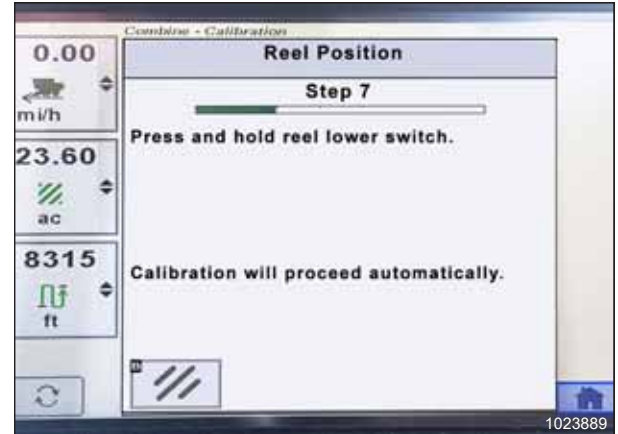 Combine - Calibration
0.00
mi/h
23.60
ac
8315
ft
Reel Position
Step 7
Press and hold reel lower switch.
Calibration will proceed automatically.
1023889